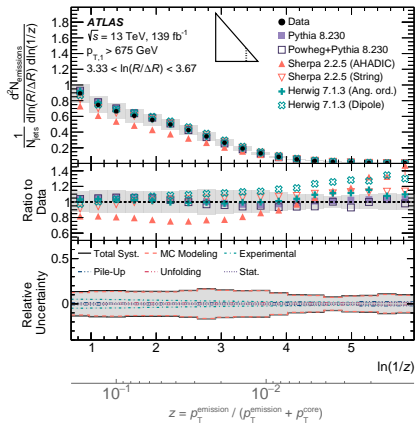 ATLAS
√s = 13 TeV, 139 fb⁻¹
p_T,1 > 675 GeV
3.33 < ln(R/ΔR) < 3.67
Data
Pythia 8.230
Powheg+Pythia 8.230
Sherpa 2.2.5 (AHADIC)
Sherpa 2.2.5 (String)
Herwig 7.1.3 (Ang. ord.)
Herwig 7.1.3 (Dipole)
1/N_jets d²N_emissions / dln(R/ΔR) dln(1/z)
1.8
1.6
1.4
1.2
1.0
0.8
0.6
0.4
0.2
Ratio to
Data
1.4
1.2
1.0
0.8
0.6
Relative
Uncertainty
0.5
0
Total Syst. MC Modeling Experimental
Pile-Up Unfolding Stat.
1 2 3 4 5
ln(1/z)
10⁻¹ 10⁻²
z = p_T^emission / (p_T^emission + p_T^core)